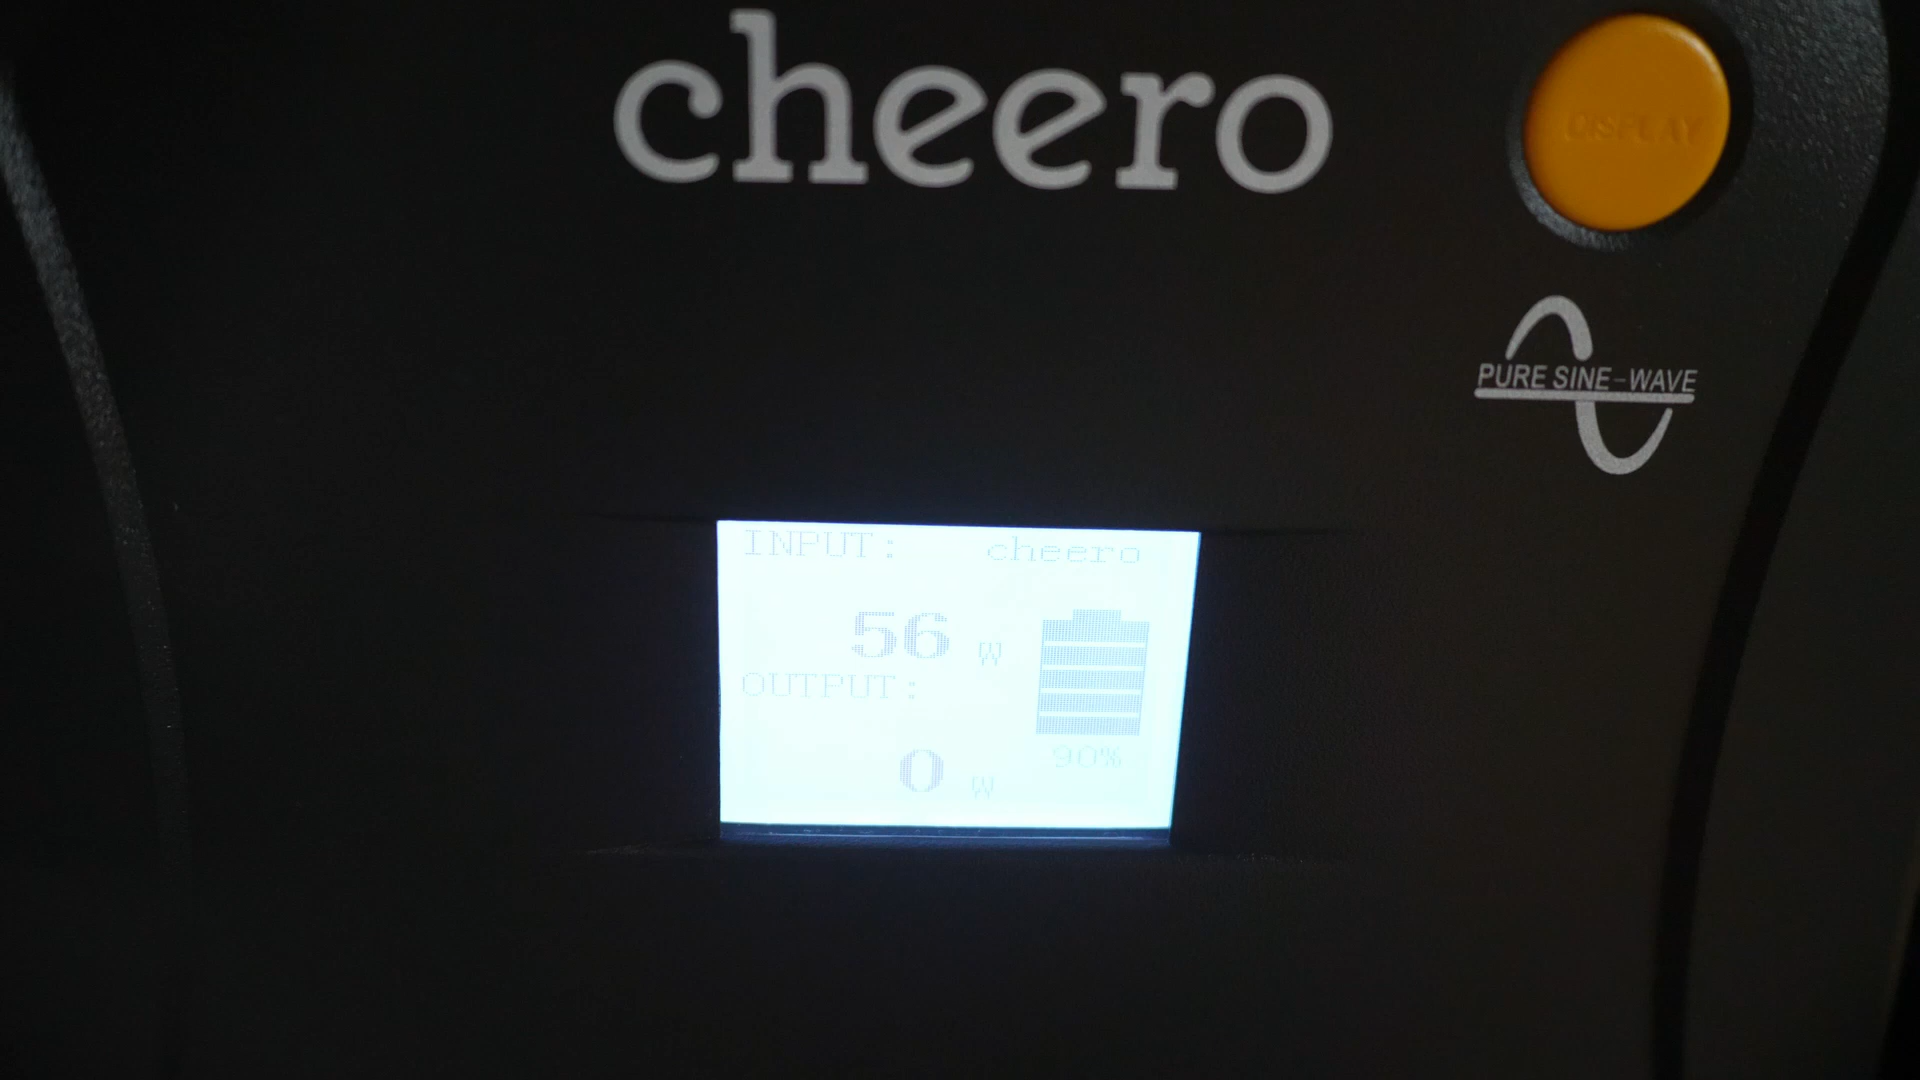 cheero
DISPLAY
PURE SINE-WAVE
INPUT: cheero
56 W
OUTPUT:
90%
0 W